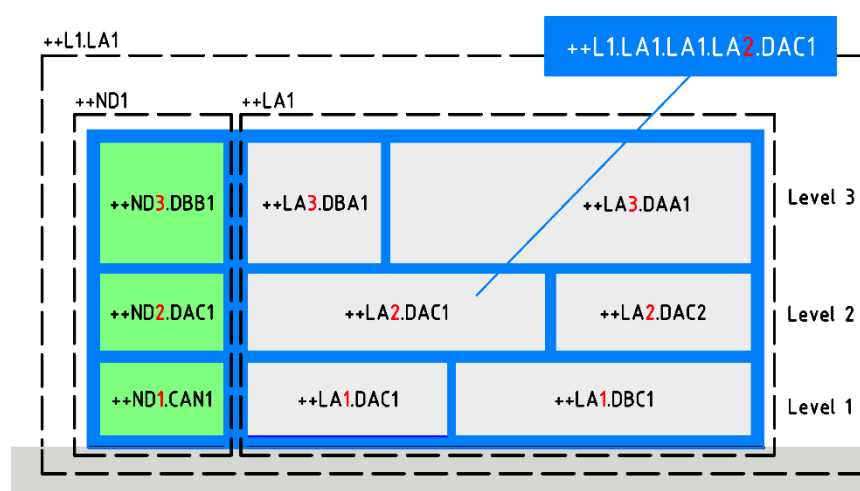 ++L1.LA1
++L1.LA1.LA1.LA2.DAC1
++ND1
++LA1
++ND3.DBB1
++LA3.DBA1
++LA3.DAA1
Level 3
++ND2.DAC1
++LA2.DAC1
++LA2.DAC2
Level 2
++ND1.CAN1
++LA1.DAC1
++LA1.DBC1
Level 1